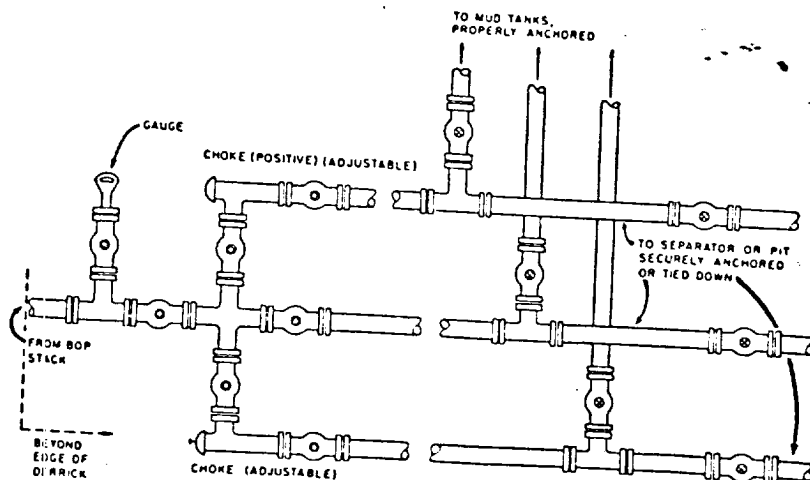 TO MUD TANKS,
PROPERLY ANCHORED
GAUGE
CHOKE (POSITIVE) (ADJUSTABLE)
TO SEPARATOR OR PIT
SECURELY ANCHORED
OR TIED DOWN
FROM BOP
STACK
BEYOND
EDGE OF
DERRICK
CHOKE (ADJUSTABLE)